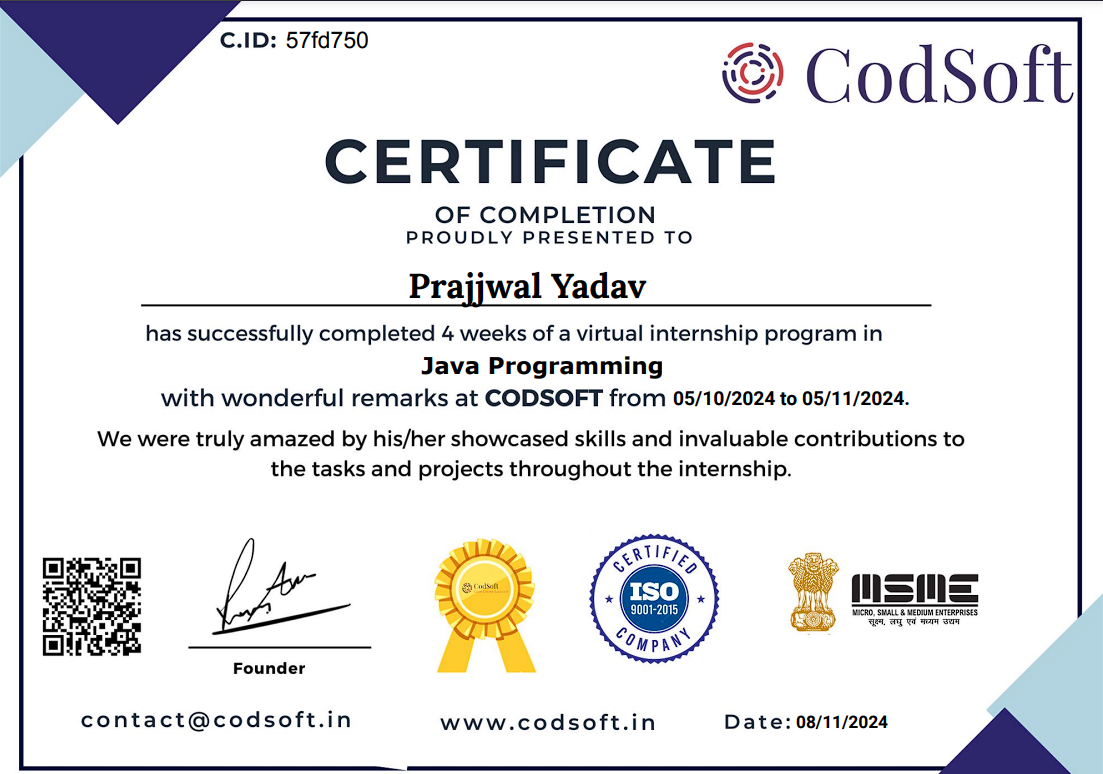 C.ID: 57fd750
CodSoft
CERTIFICATE
OF COMPLETION
PROUDLY PRESENTED TO
Prajjwal Yadav
has successfully completed 4 weeks of a virtual internship program in
Java Programming
with wonderful remarks at CODSOFT from 05/10/2024 to 05/11/2024.
We were truly amazed by his/her showcased skills and invaluable contributions to
the tasks and projects throughout the internship.
Founder
CodSoft
CERTIFIED
ISO
9001-2015
COMPANY
MSME
MICRO, SMALL & MEDIUM ENTERPRISES
सूक्ष्म, लघु एवं मध्यम उद्यम
contact@codsoft.in
www.codsoft.in
Date: 08/11/2024